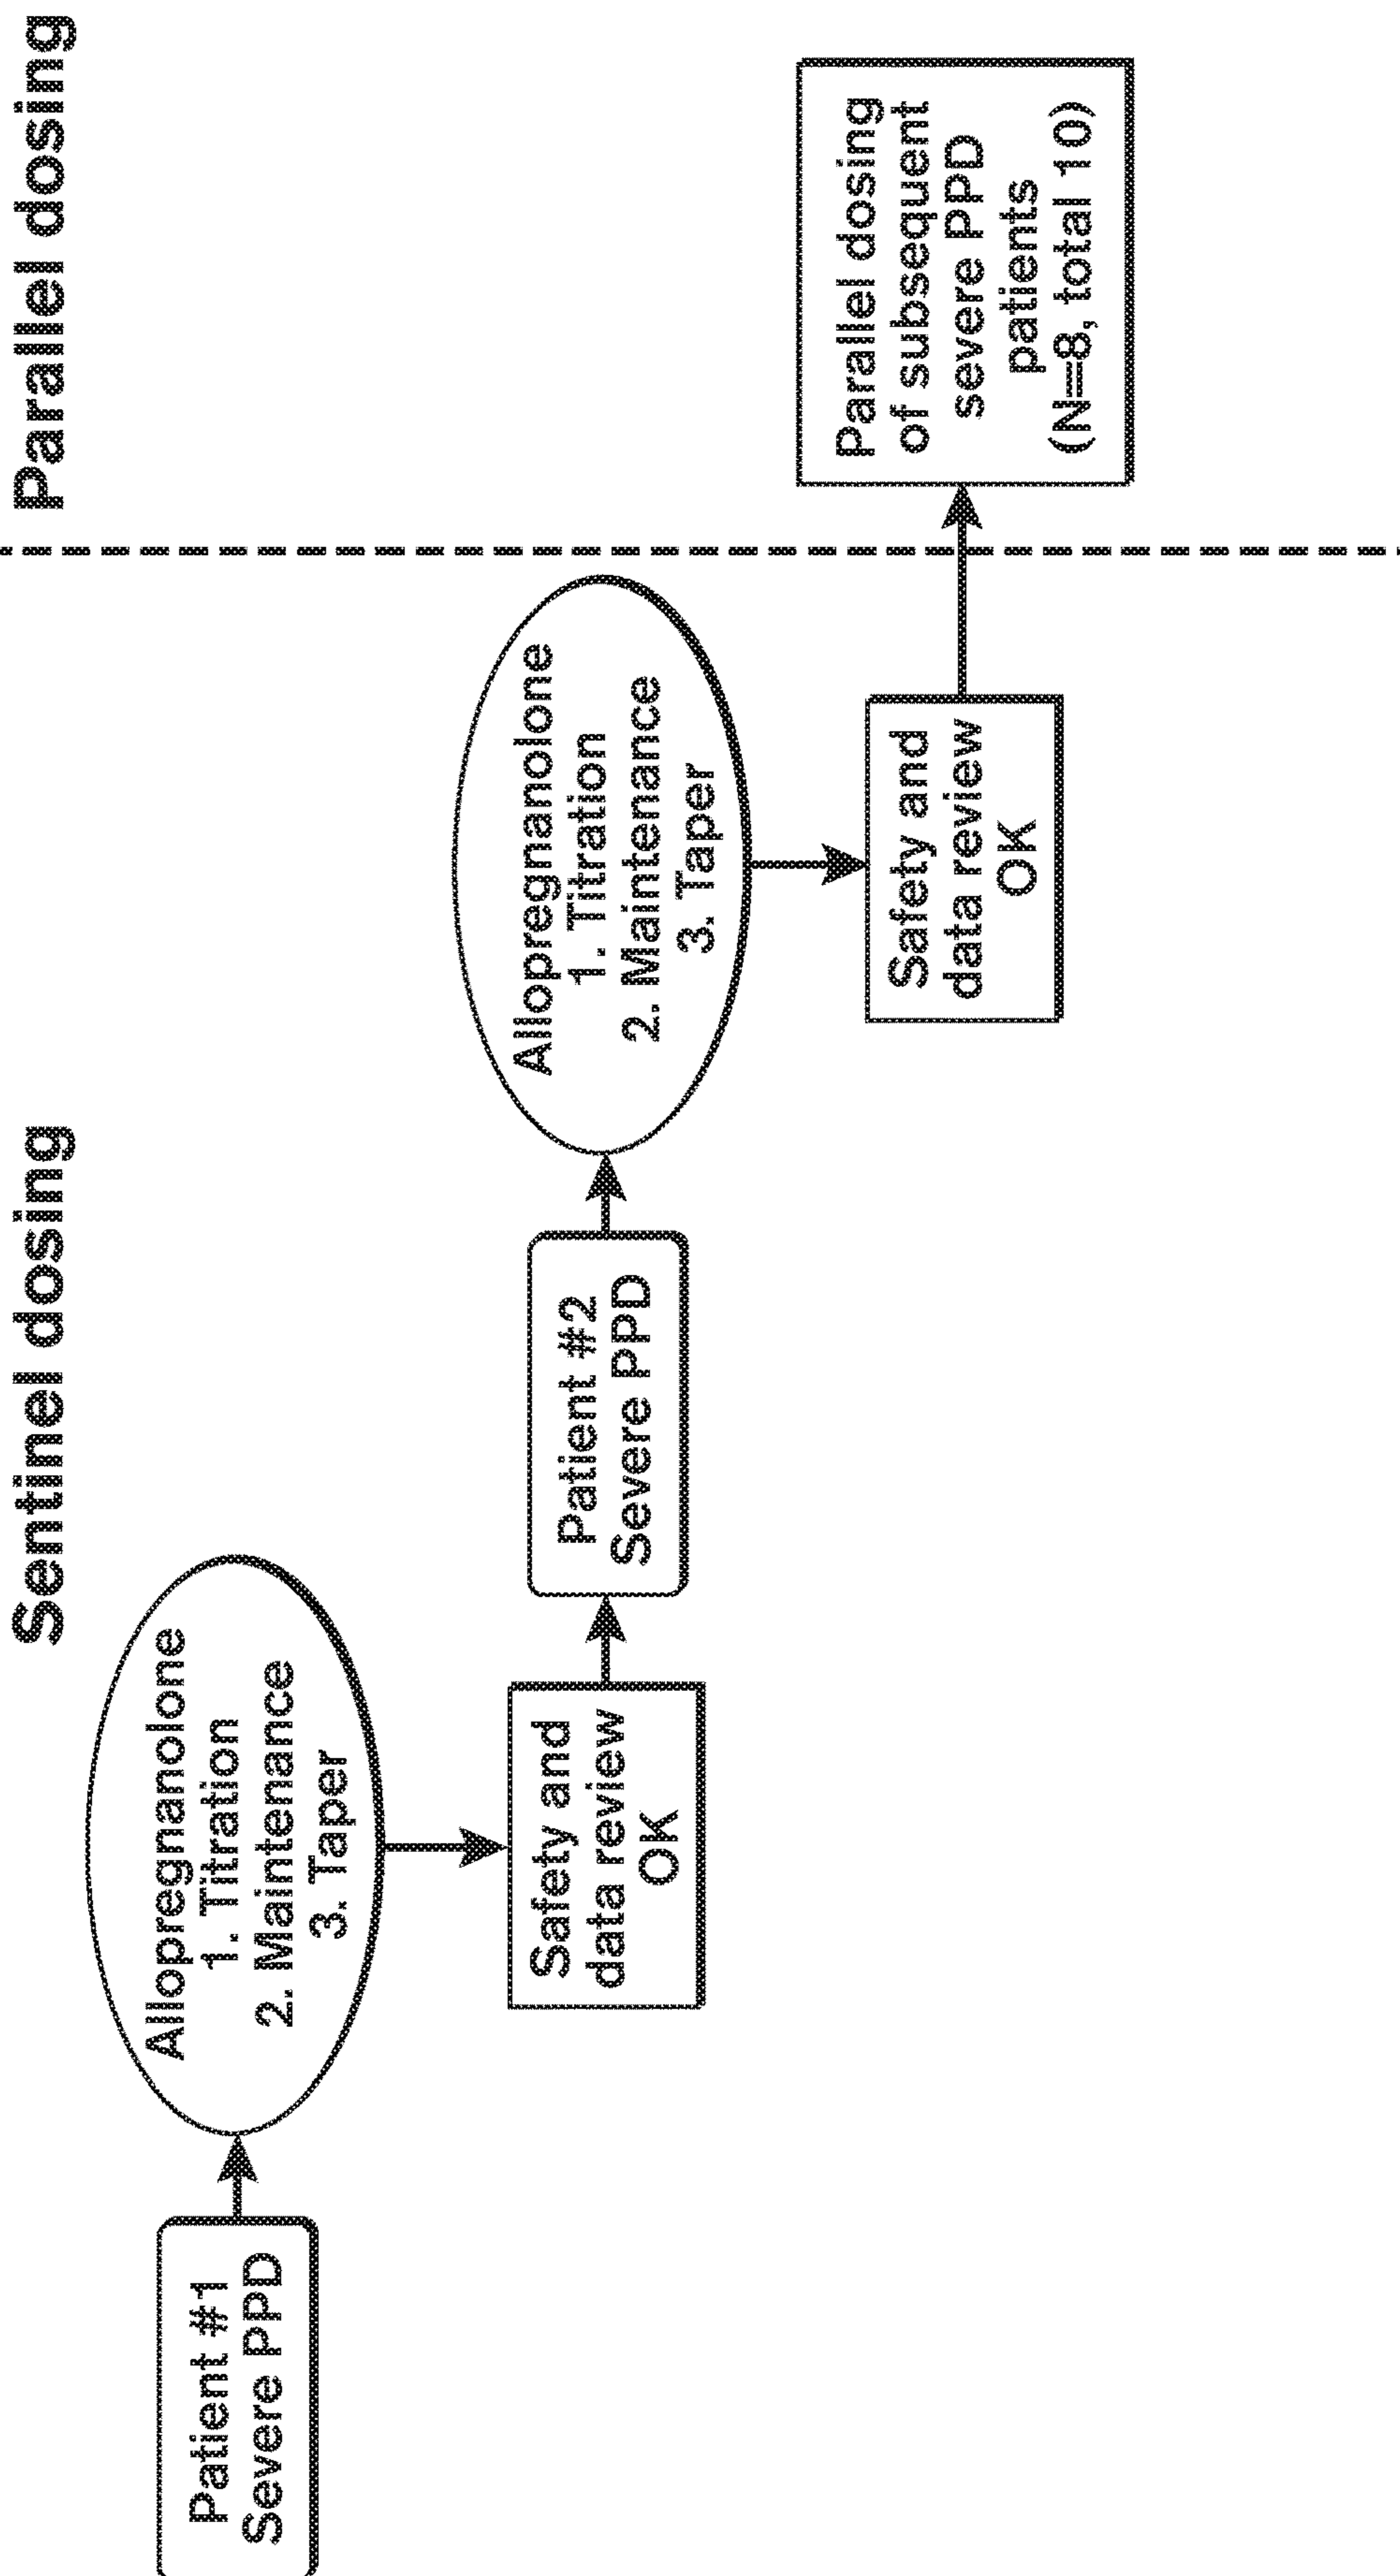 Sentinel dosing
Parallel dosing
Patient #1
Severe PPD
Allopregnanolone
1. Titration
2. Maintenance
3. Taper
Safety and
data review
OK
Patient #2
Severe PPD
Allopregnanolone
1. Titration
2. Maintenance
3. Taper
Safety and
data review
OK
Parallel dosing
of subsequent
severe PPD
patients
(N=8, total 10)